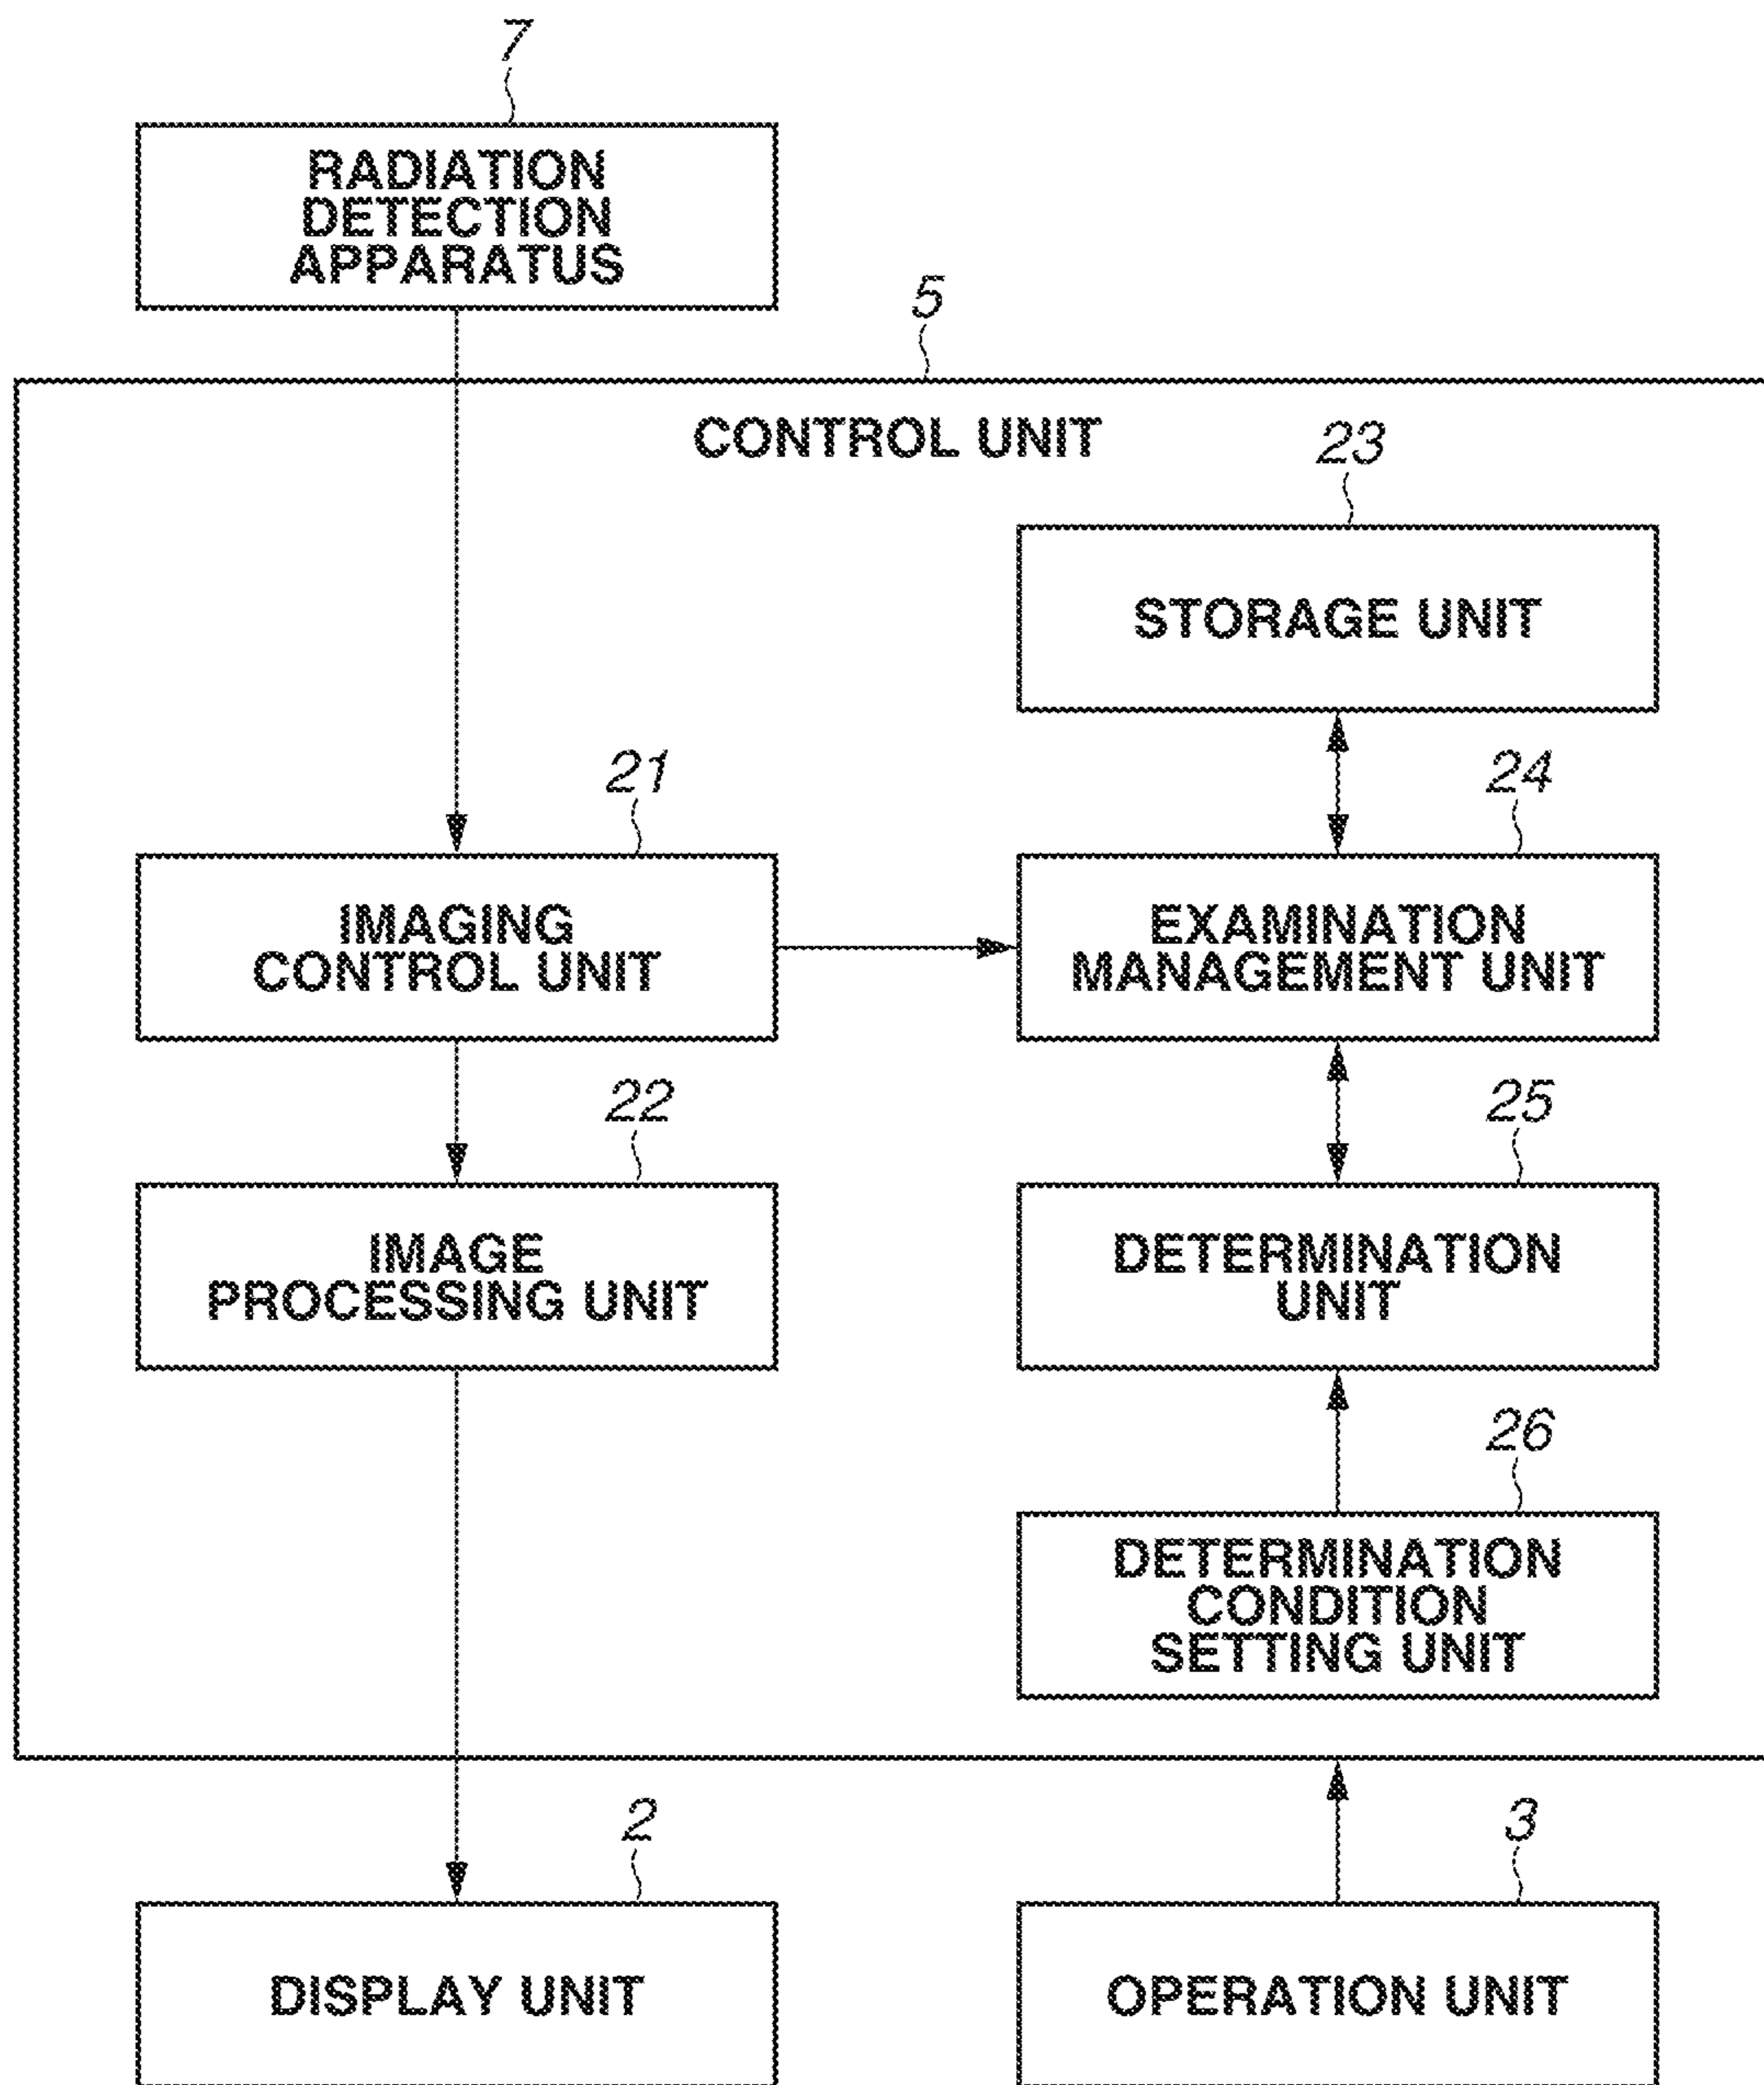 7
RADIATION
DETECTION
APPARATUS
5
CONTROL UNIT
23
STORAGE UNIT
21
24
IMAGING
CONTROL UNIT
EXAMINATION
MANAGEMENT UNIT
22
25
IMAGE
PROCESSING UNIT
DETERMINATION
UNIT
26
DETERMINATION
CONDITION
SETTING UNIT
2
3
DISPLAY UNIT
OPERATION UNIT